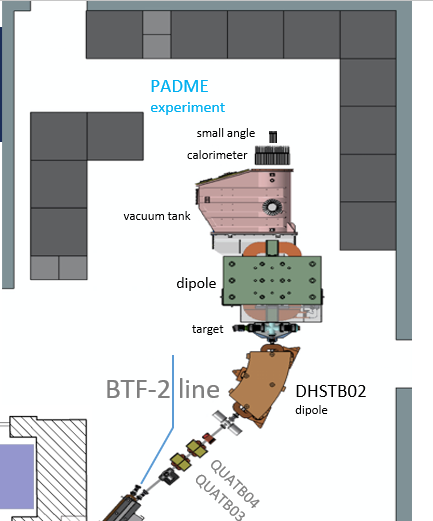 PADME
experiment
small angle
calorimeter
vacuum tank
dipole
target
BTF-2 line
DHSTB02
dipole
QUATB04
QUATB03